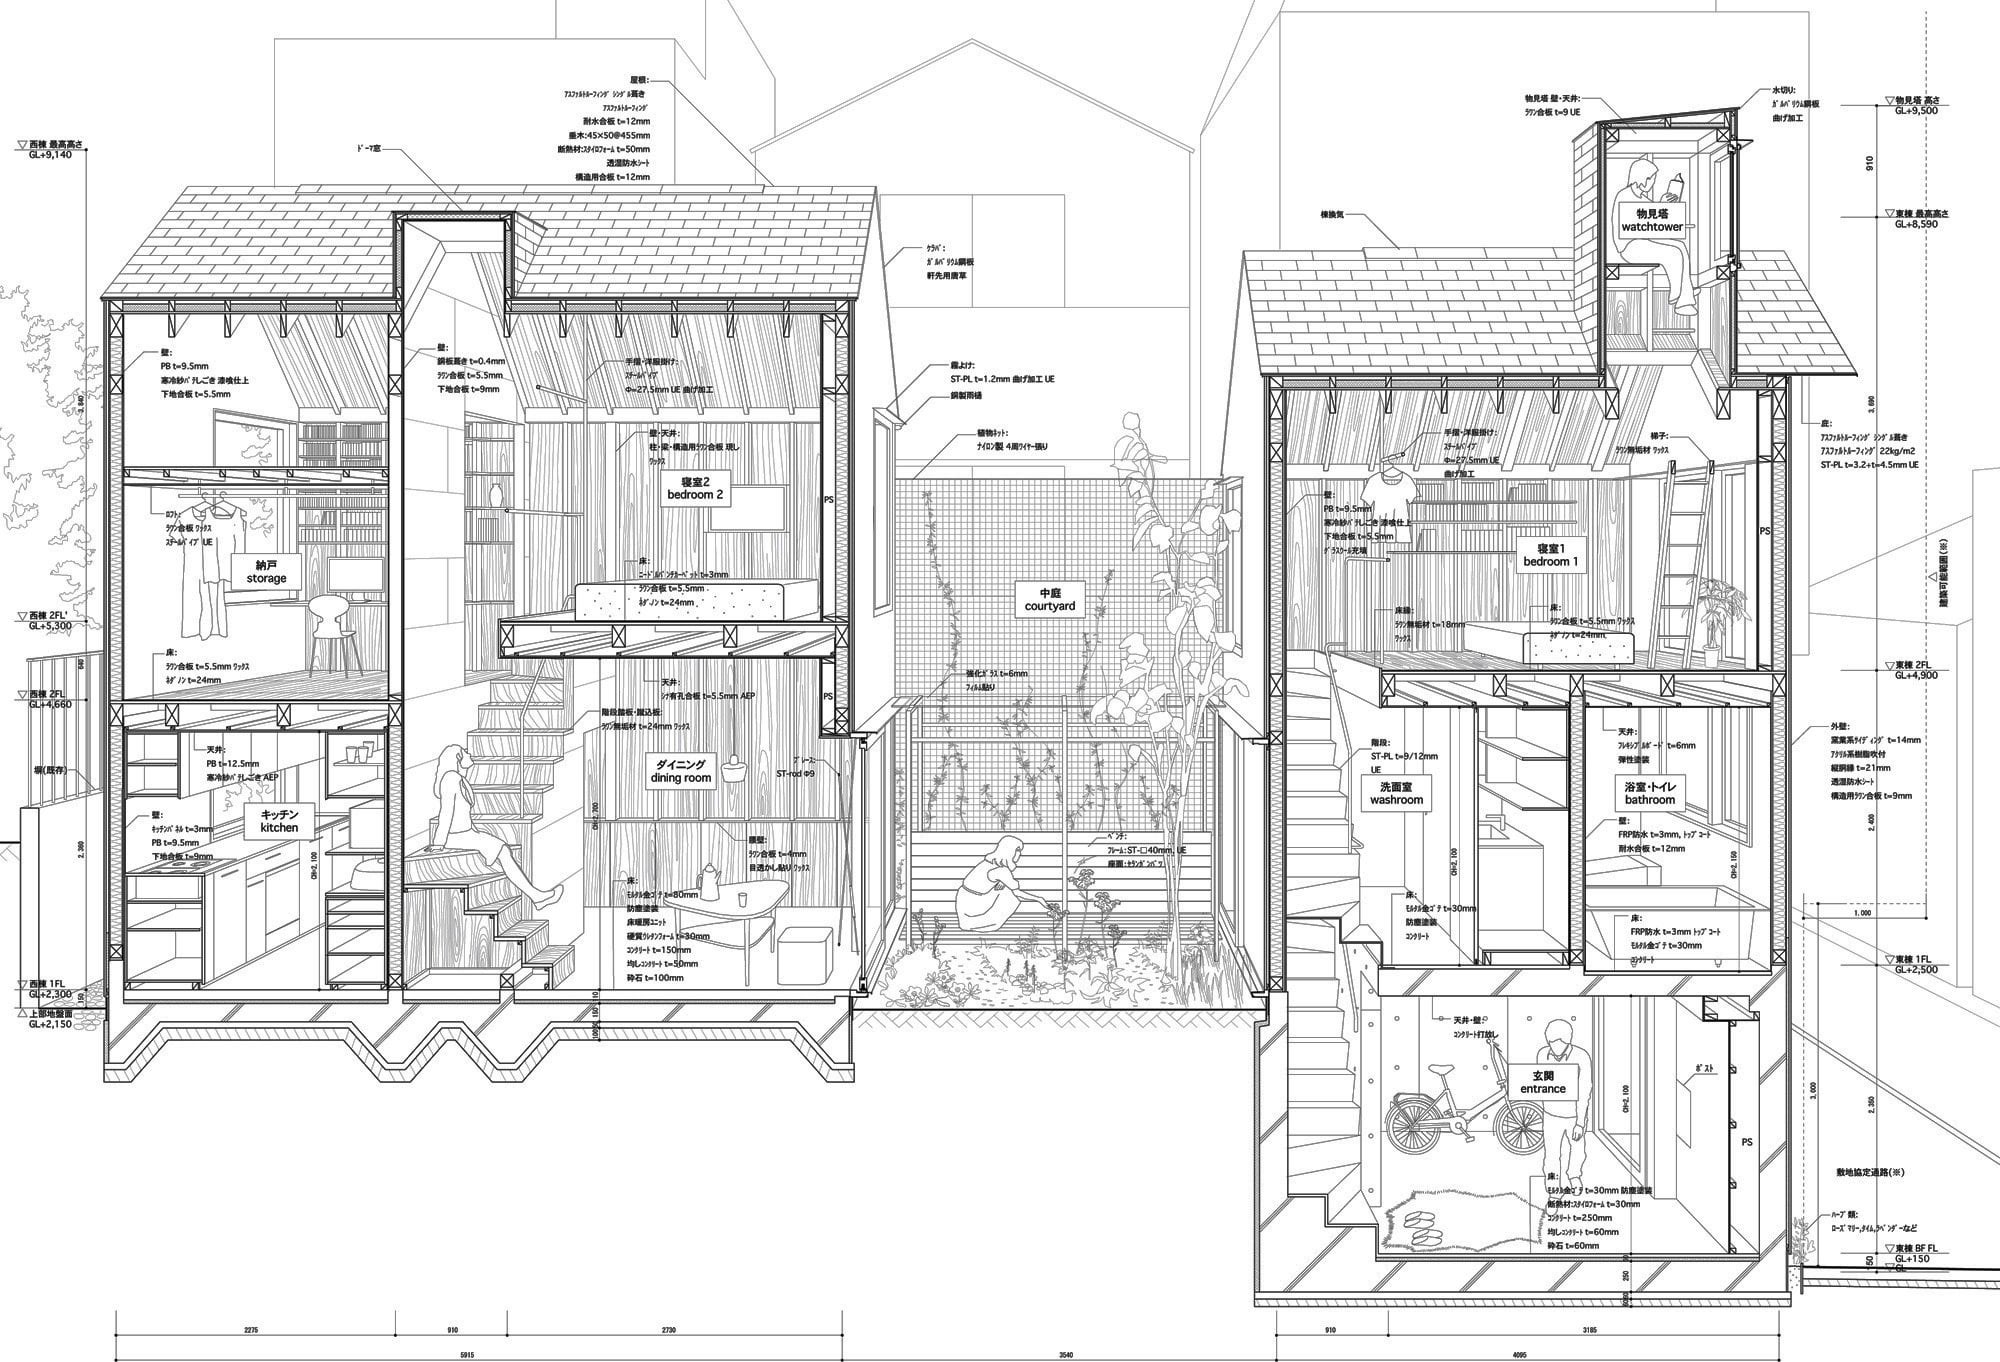 屋根:
アスファルトルーフィング シングル葺き
アスファルトルーフィング
耐水合板 t=12mm
垂木:45×50@455mm
断熱材:スタイロフォーム t=50mm
透湿防水シート
構造用合板 t=12mm
ドーマ窓
▽西棟 最高高さ
GL+9,140
ケラバ:
ガルバリウム鋼板
軒先用唐草
霧よけ:
ST-PL t=1.2mm 曲げ加工 UE
銅製雨樋
植物ネット:
ナイロン製 4周ワイヤー張り
棟換気
物見塔 壁・天井:
ラワン合板 t=9 UE
水切り:
ガルバリウム鋼板
曲げ加工
▽物見塔 高さ
GL+9,500
910
▽東棟 最高高さ
GL+8,590
物見塔
watchtower
壁:
PB t=9.5mm
寒冷紗パテしごき 漆喰仕上
下地合板 t=5.5mm
壁:
銅板葺き t=0.4mm
ラワン合板 t=5.5mm
下地合板 t=9mm
手摺・洋服掛け:
スチールパイプ
Φ=27.5mm UE 曲げ加工
壁・天井:
柱・梁・構造用ラワン合板 現し
ワックス
寝室2
bedroom 2
PS
床:
ニードルパンチカーペット t=3mm
ラワン合板 t=5.5mm
ネダノン t=24mm
3,840
ロフト:
ラワン合板 ワックス
スチールパイプ UE
納戸
storage
床:
ラワン合板 t=5.5mm ワックス
ネダノン t=24mm
▽西棟 2FL'
GL+5,300
640
▽西棟 2FL
GL+4,660
塀(既存)
2,360
▽西棟 1FL
GL+2,300
150
▽上部地盤面
GL+2,150
天井:
PB t=12.5mm
寒冷紗パテしごき AEP
キッチン
kitchen
壁:
キッチンパネル t=3mm
PB t=9.5mm
下地合板 t=9mm
CH=2,100
天井:
シナ有孔合板 t=5.5mm AEP
PS
階段踏板・蹴込板:
ラワン無垢材 t=24mm ワックス
ダイニング
dining room
ブレース:
ST-rod Φ9
CH=2,700
腰壁:
ラワン合板 t=4mm
目透かし貼り ワックス
床:
モルタル金ゴテ t=80mm
防塵塗装
床暖房ユニット
硬質ウレタンフォーム t=30mm
コンクリート t=150mm
均しコンクリート t=50mm
砕石 t=100mm
中庭
courtyard
強化ガラス t=6mm
フィルム貼り
ベンチ:
フレーム:ST-□40mm, UE
座面:セランガンバツ
手摺・洋服掛け:
スチールパイプ
Φ=27.5mm UE
曲げ加工
梯子:
ラワン無垢材 ワックス
壁:
PB t=9.5mm
寒冷紗パテしごき 漆喰仕上
下地合板 t=5.5mm
グラスウール充填
寝室1
bedroom 1
PS
床縁:
ラワン無垢材 t=18mm
ワックス
床:
ラワン合板 t=5.5mm ワックス
ネダノン t=24mm
3,690
庇:
アスファルトルーフィング シングル葺き
アスファルトルーフィング 22kg/m2
ST-PL t=3.2+t=4.5mm UE
建築可能範囲(※)
▽東棟 2FL
GL+4,900
外壁:
窯業系サイディング t=14mm
アクリル系樹脂吹付
縦胴縁 t=21mm
透湿防水シート
構造用ラワン合板 t=9mm
2,400
階段:
ST-PL t=9/12mm
UE
洗面室
washroom
CH=2,100
床:
モルタル金ゴテ t=30mm
防塵塗装
コンクリート
天井:
フレキシブルボード t=6mm
弾性塗装
浴室・トイレ
bathroom
壁:
FRP防水 t=3mm, トップコート
耐水合板 t=12mm
CH=2,150
床:
FRP防水 t=3mm トップコート
モルタル金ゴテ t=30mm
コンクリート
1,000
▽東棟 1FL
GL+2,500
天井・壁:
コンクリート打放し
玄関
entrance
CH=2,100
ポスト
PS
3,000
2,350
敷地協定通路(※)
床:
モルタル金ゴテ t=30mm 防塵塗装
断熱材:スタイロフォーム t=30mm
コンクリート t=250mm
均しコンクリート t=60mm
砕石 t=60mm
ハーブ類:
ローズマリー,タイム,ラベンダーなど
▽東棟 BF FL
GL+150
150
GL
250
2275
910
2730
5915
3540
910
3185
4095